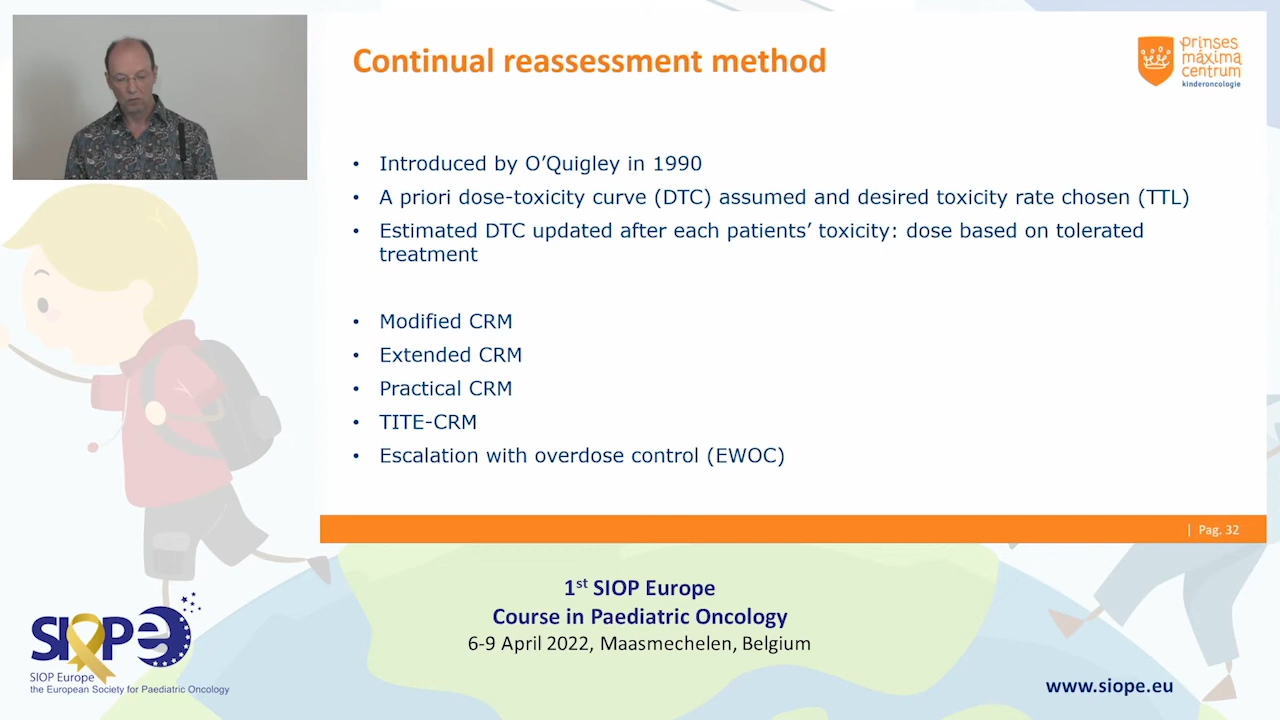 Continual reassessment method
prinses
máxima
centrum
kinderoncologie
• Introduced by O’Quigley in 1990
• A priori dose-toxicity curve (DTC) assumed and desired toxicity rate chosen (TTL)
• Estimated DTC updated after each patients’ toxicity: dose based on tolerated
treatment
• Modified CRM
• Extended CRM
• Practical CRM
• TITE-CRM
• Escalation with overdose control (EWOC)
| Pag. 32
1st SIOP Europe
Course in Paediatric Oncology
6-9 April 2022, Maasmechelen, Belgium
SIOPe
SIOP Europe
the European Society for Paediatric Oncology
www.siope.eu